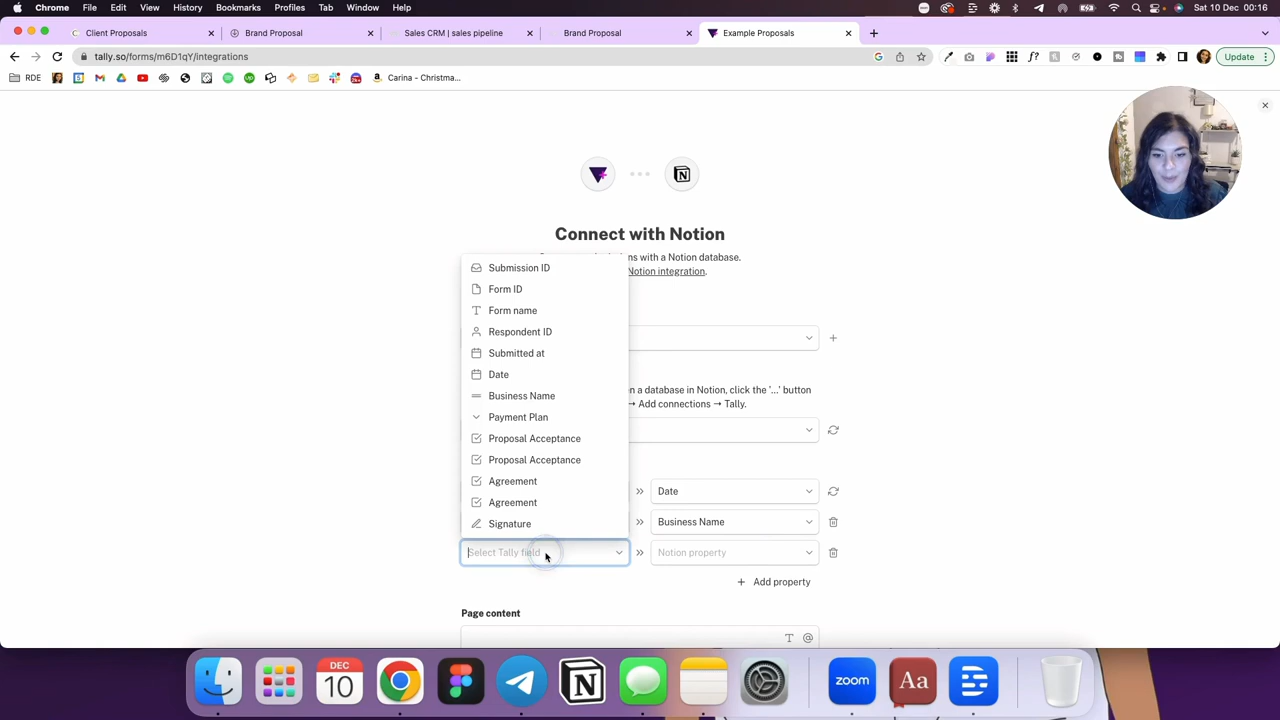 Chrome File Edit View History Bookmarks Profiles Tab Window Help Sat 10 Dec 00:16
Client Proposals Brand Proposal Sales CRM | sales pipeline Brand Proposal Example Proposals
tally.so/forms/m6D1qY/integrations Update
RDE Carina – Christma...
Connect with Notion
ns with a Notion database.
Notion integration.
Submission ID
Form ID
Form name
Respondent ID
Submitted at
Date
n a database in Notion, click the '...' button
Business Name
→ Add connections → Tally.
Payment Plan
Proposal Acceptance
Proposal Acceptance
Agreement
» Date
Agreement
Signature » Business Name
Select Tally field » Notion property
+ Add property
Page content
T @
DEC
10
zoom
Aa